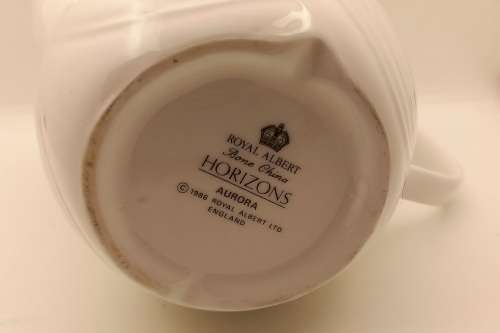 ROYAL ALBERT
Bone China
HORIZONS
AURORA
©1986 ROYAL ALBERT LTD
ENGLAND